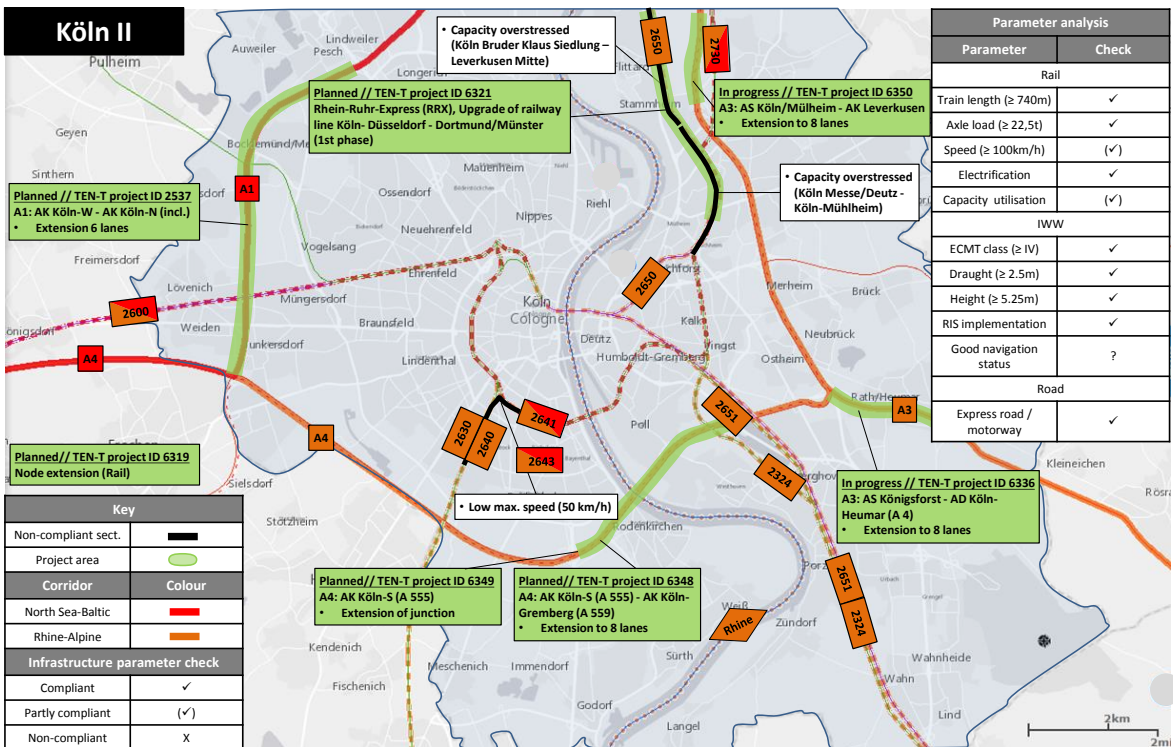 Köln II
Pulheim
Auweiler
Lindweiler
Pesch
Longerich
Geyen
Sinthern
Bocklemünd/Me
Mauenheim
Ossendorf
Nippes
Riehl
Neuehrenfeld
Vogelsang
Ehrenfeld
Freimersdorf
Lövenich
Müngersdorf
Weiden
Braunsfeld
Lindenthal
Köln
Cologne
Deutz
Humboldt-Gremberg
Kalk
Vingst
Ostheim
Merheim
Brück
Neubrück
Rath/Heumar
Flittard
Stammheim
Poll
Rodenkirchen
Sielsdorf
Stotzheim
Kendenich
Fischenich
Meschenich
Immendorf
Godorf
Sürth
Weiß
Langel
Zündorf
Wahn
Wahnheide
Lind
Kleineichen
• Capacity overstressed
(Köln Bruder Klaus Siedlung –
Leverkusen Mitte)
Planned // TEN-T project ID 6321
Rhein-Ruhr-Express (RRX), Upgrade of railway
line Köln- Düsseldorf - Dortmund/Münster
(1st phase)
In progress // TEN-T project ID 6350
A3: AS Köln/Mülheim - AK Leverkusen
• Extension to 8 lanes
• Capacity overstressed
(Köln Messe/Deutz -
Köln-Mühlheim)
Planned // TEN-T project ID 2537
A1: AK Köln-W - AK Köln-N (incl.)
• Extension 6 lanes
Planned// TEN-T project ID 6319
Node extension (Rail)
• Low max. speed (50 km/h)
Planned// TEN-T project ID 6349
A4: AK Köln-S (A 555)
• Extension of junction
Planned// TEN-T project ID 6348
A4: AK Köln-S (A 555) - AK Köln-
Gremberg (A 559)
• Extension to 8 lanes
In progress // TEN-T project ID 6336
A3: AS Königsforst - AD Köln-
Heumar (A 4)
• Extension to 8 lanes
2650
2730
A1
2600
A4
2650
A4
2630
2640
2641
2643
2651
2324
A3
2651
2324
Rhine
Key
Non-compliant sect.
Project area
Corridor Colour
North Sea-Baltic
Rhine-Alpine
Infrastructure parameter check
Compliant ✓
Partly compliant (✓)
Non-compliant X
Parameter analysis
Parameter Check
Rail
Train length (≥ 740m) ✓
Axle load (≥ 22,5t) ✓
Speed (≥ 100km/h) (✓)
Electrification ✓
Capacity utilisation (✓)
IWW
ECMT class (≥ IV) ✓
Draught (≥ 2.5m) ✓
Height (≥ 5.25m) ✓
RIS implementation ✓
Good navigation
status ?
Road
Express road /
motorway ✓
2km